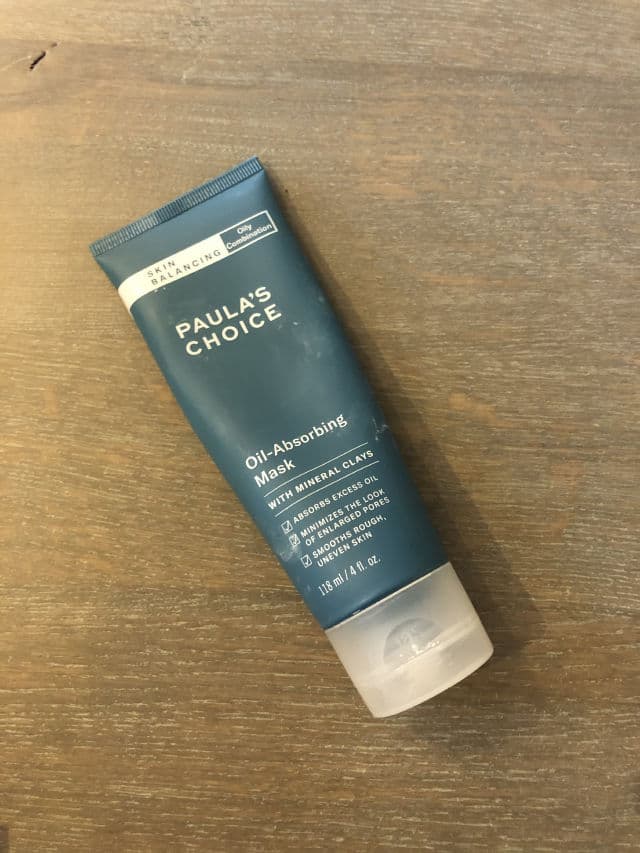 SKIN
BALANCING
Oily
Combination
PAULA'S
CHOICE
Oil-Absorbing
Mask
WITH MINERAL CLAYS
ABSORBS EXCESS OIL
MINIMIZES THE LOOK
OF ENLARGED PORES
SMOOTHS ROUGH,
UNEVEN SKIN
118 ml / 4 fl. oz.